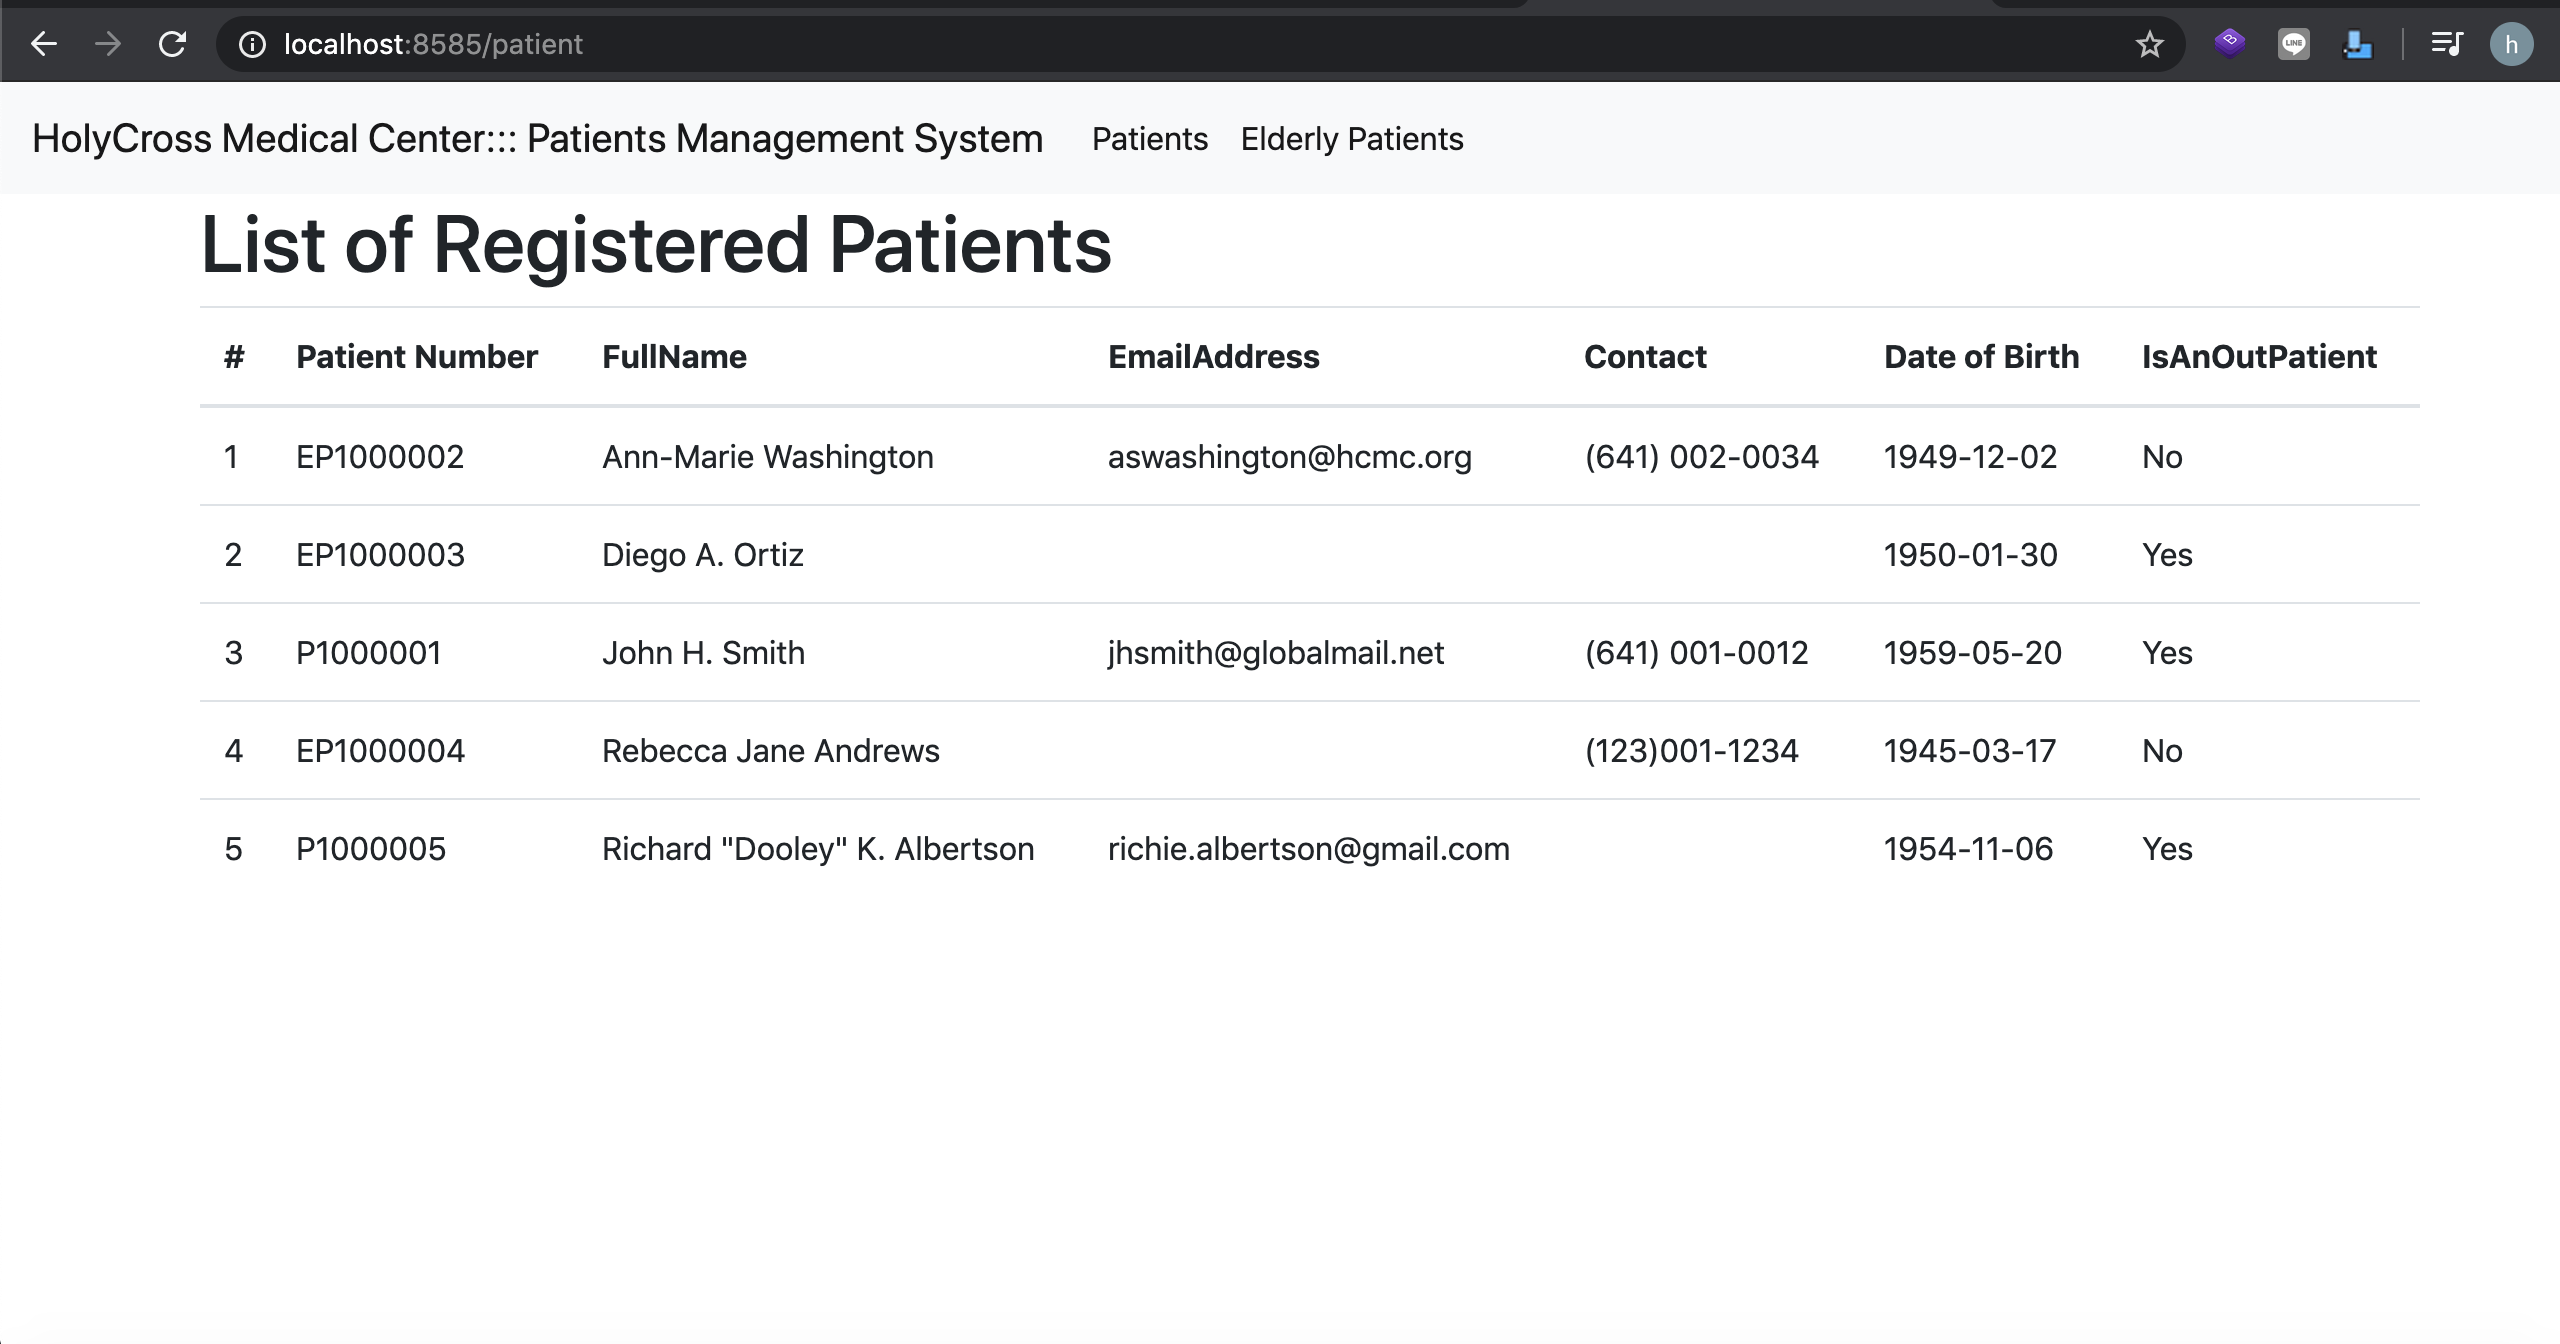 localhost:8585/patient
h
HolyCross Medical Center::: Patients Management System Patients Elderly Patients
List of Registered Patients
# Patient Number FullName EmailAddress Contact Date of Birth IsAnOutPatient
1 EP1000002 Ann-Marie Washington aswashington@hcmc.org (641) 002-0034 1949-12-02 No
2 EP1000003 Diego A. Ortiz 1950-01-30 Yes
3 P1000001 John H. Smith jhsmith@globalmail.net (641) 001-0012 1959-05-20 Yes
4 EP1000004 Rebecca Jane Andrews (123)001-1234 1945-03-17 No
5 P1000005 Richard "Dooley" K. Albertson richie.albertson@gmail.com 1954-11-06 Yes